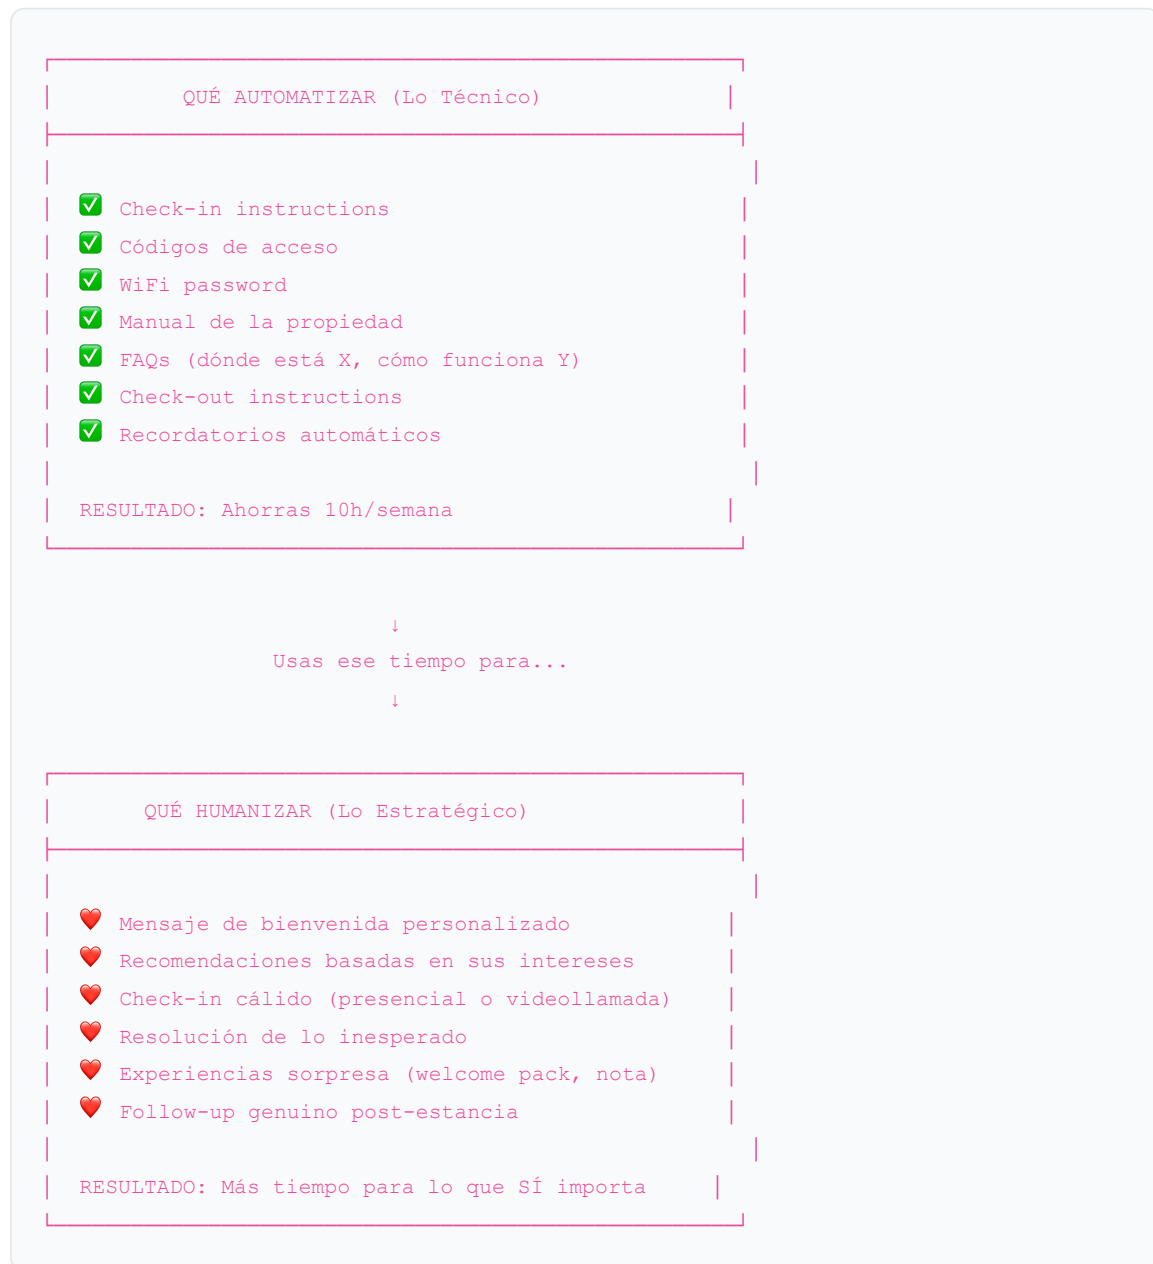 QUÉ AUTOMATIZAR (Lo Técnico)
✅ Check-in instructions
✅ Códigos de acceso
✅ WiFi password
✅ Manual de la propiedad
✅ FAQs (dónde está X, cómo funciona Y)
✅ Check-out instructions
✅ Recordatorios automáticos
RESULTADO: Ahorras 10h/semana
↓
Usas ese tiempo para...
↓
QUÉ HUMANIZAR (Lo Estratégico)
❤️ Mensaje de bienvenida personalizado
❤️ Recomendaciones basadas en sus intereses
❤️ Check-in cálido (presencial o videollamada)
❤️ Resolución de lo inesperado
❤️ Experiencias sorpresa (welcome pack, nota)
❤️ Follow-up genuino post-estancia
RESULTADO: Más tiempo para lo que SÍ importa